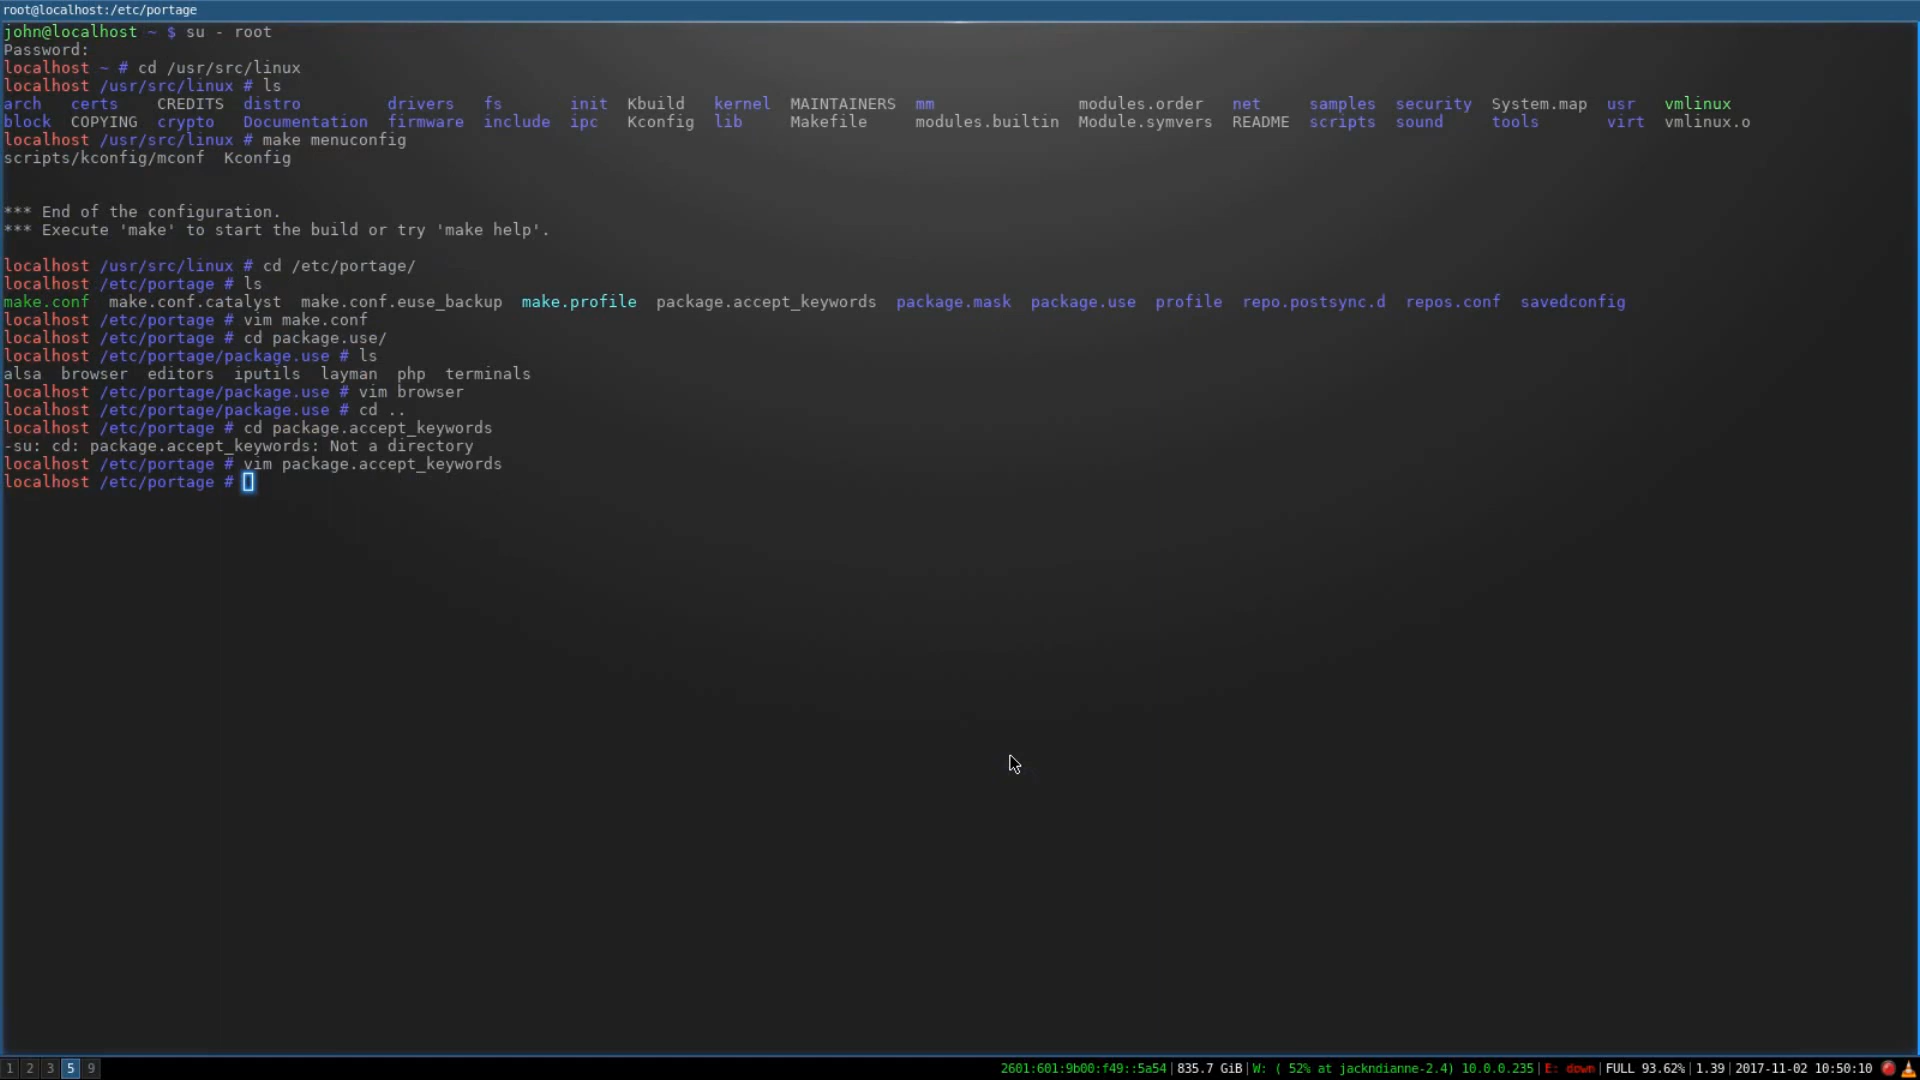 root@localhost:/etc/portage
john@localhost ~ $ su - root
Password:
localhost ~ # cd /usr/src/linux
localhost /usr/src/linux # ls
arch certs CREDITS distro drivers fs init Kbuild kernel MAINTAINERS mm modules.order net samples security System.map usr vmlinux
block COPYING crypto Documentation firmware include ipc Kconfig lib Makefile modules.builtin Module.symvers README scripts sound tools virt vmlinux.o
localhost /usr/src/linux # make menuconfig
scripts/kconfig/mconf Kconfig
*** End of the configuration.
*** Execute 'make' to start the build or try 'make help'.
localhost /usr/src/linux # cd /etc/portage/
localhost /etc/portage # ls
make.conf make.conf.catalyst make.conf.euse_backup make.profile package.accept_keywords package.mask package.use profile repo.postsync.d repos.conf savedconfig
localhost /etc/portage # vim make.conf
localhost /etc/portage # cd package.use/
localhost /etc/portage/package.use # ls
alsa browser editors iputils layman php terminals
localhost /etc/portage/package.use # vim browser
localhost /etc/portage/package.use # cd ..
localhost /etc/portage # cd package.accept_keywords
-su: cd: package.accept_keywords: Not a directory
localhost /etc/portage # vim package.accept_keywords
localhost /etc/portage #
1 2 3 5 9 2601:601:9b00:f49::5a54|835.7 GiB|W: ( 52% at jackndianne-2.4) 10.0.0.235|E: down|FULL 93.62%|1.39|2017-11-02 10:50:10